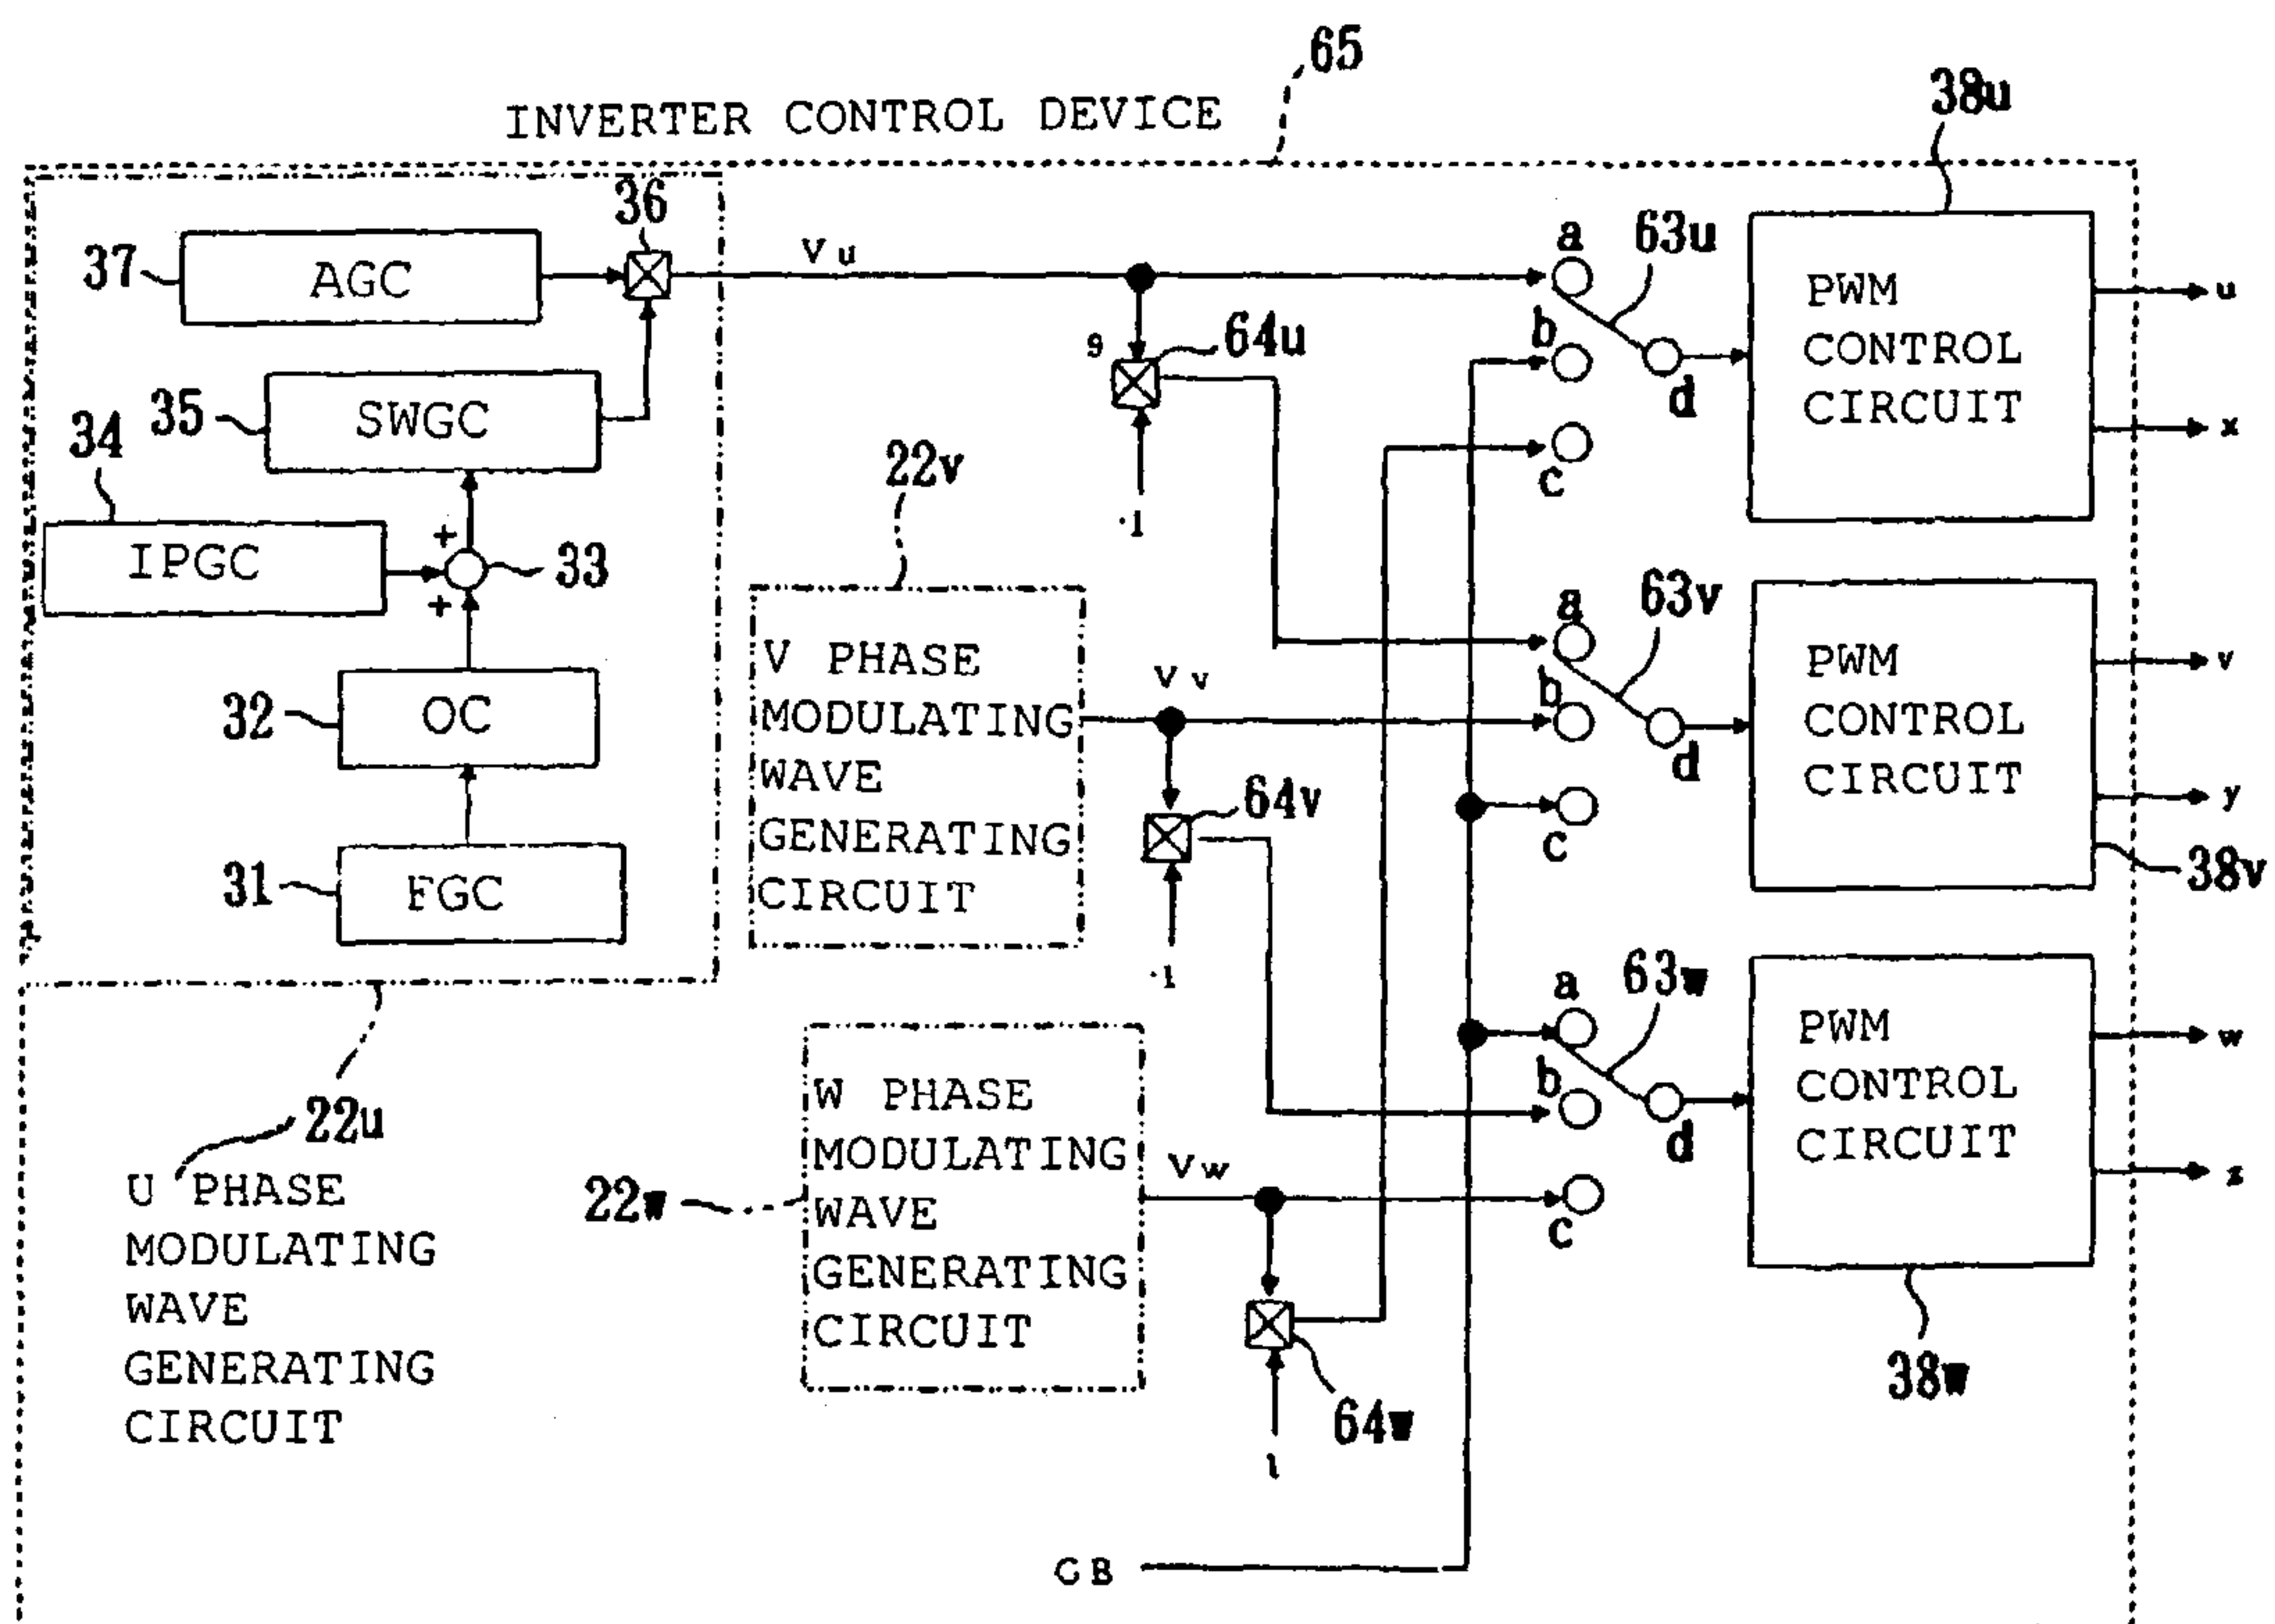 65
INVERTER CONTROL DEVICE
38u
36
37
AGC
Vu
a
63u
PWM
CONTROL
CIRCUIT
u
x
b
d
c
9
64u
-1
35
SWGC
34
IPGC
+
+
33
22v
V PHASE
MODULATING
WAVE
GENERATING
CIRCUIT
Vv
a
63v
b
d
c
PWM
CONTROL
CIRCUIT
v
y
38v
32
OC
64v
-1
31
FGC
22u
U PHASE
MODULATING
WAVE
GENERATING
CIRCUIT
22w
W PHASE
MODULATING
WAVE
GENERATING
CIRCUIT
Vw
a
63w
b
d
c
PWM
CONTROL
CIRCUIT
w
z
38w
64w
1
GB